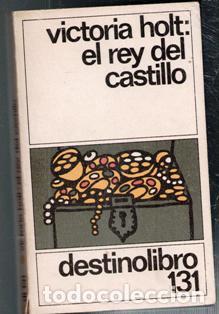 victoria holt:
el rey del
castillo
destinolibro
131
todocoleccion